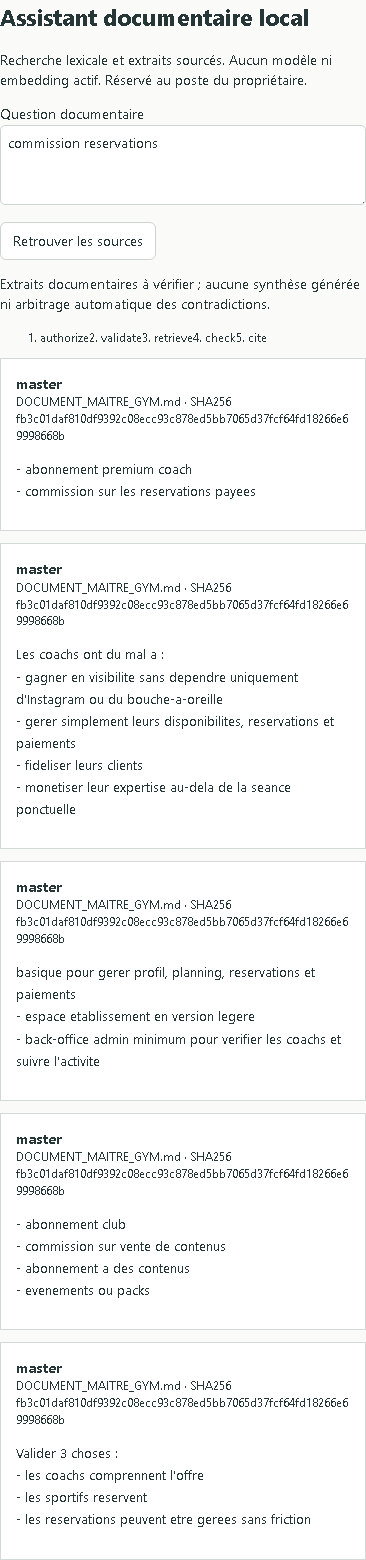 Assistant documentaire local
Recherche lexicale et extraits sourcés. Aucun modèle ni
embedding actif. Réservé au poste du propriétaire.
Question documentaire
commission reservations
Retrouver les sources
Extraits documentaires à vérifier ; aucune synthèse générée
ni arbitrage automatique des contradictions.
1. authorize2. validate3. retrieve4. check5. cite
master
DOCUMENT_MAITRE_GYM.md · SHA256
fb3c01daf810df9392c08ecc93c878ed5bb7065d37fcf64fd18266e6
9998668b
- abonnement premium coach
- commission sur les reservations payees
master
DOCUMENT_MAITRE_GYM.md · SHA256
fb3c01daf810df9392c08ecc93c878ed5bb7065d37fcf64fd18266e6
9998668b
Les coachs ont du mal a :
- gagner en visibilite sans dependre uniquement
d'Instagram ou du bouche-a-oreille
- gerer simplement leurs disponibilites, reservations et
paiements
- fideliser leurs clients
- monetiser leur expertise au-dela de la seance
ponctuelle
master
DOCUMENT_MAITRE_GYM.md · SHA256
fb3c01daf810df9392c08ecc93c878ed5bb7065d37fcf64fd18266e6
9998668b
basique pour gerer profil, planning, reservations et
paiements
- espace etablissement en version legere
- back-office admin minimum pour verifier les coachs et
suivre l'activite
master
DOCUMENT_MAITRE_GYM.md · SHA256
fb3c01daf810df9392c08ecc93c878ed5bb7065d37fcf64fd18266e6
9998668b
- abonnement club
- commission sur vente de contenus
- abonnement a des contenus
- evenements ou packs
master
DOCUMENT_MAITRE_GYM.md · SHA256
fb3c01daf810df9392c08ecc93c878ed5bb7065d37fcf64fd18266e6
9998668b
Valider 3 choses :
- les coachs comprennent l'offre
- les sportifs reservent
- les reservations peuvent etre gerees sans friction